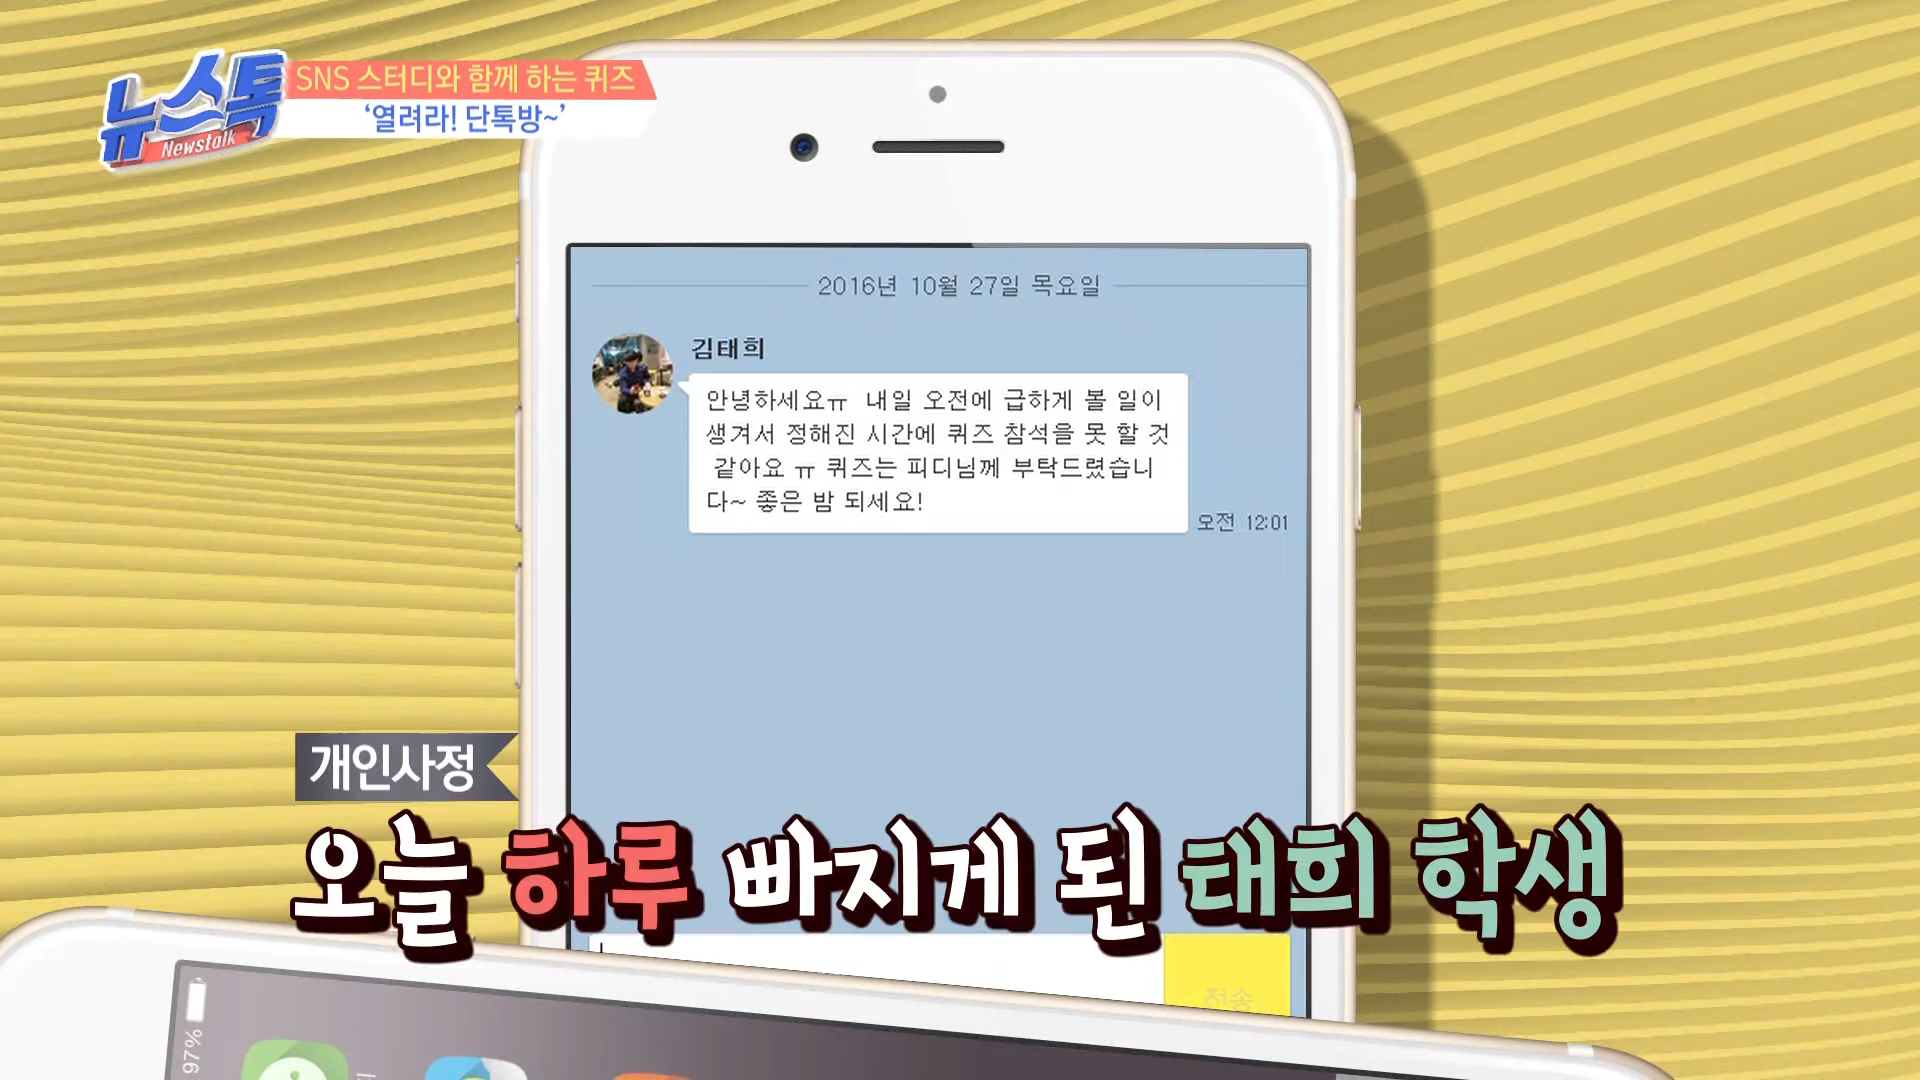 뉴스톡
Newstalk
SNS 스터디와 함께 하는 퀴즈
‘열려라! 단톡방~’
2016년 10월 27일 목요일
김태희
안녕하세요ㅠ 내일 오전에 급하게 볼 일이
생겨서 정해진 시간에 퀴즈 참석을 못 할 것
같아요 ㅠ 퀴즈는 피디님께 부탁드렸습니
다~ 좋은 밤 되세요!
오전 12:01
개인사정
오늘 하루 빠지게 된 태희 학생
전송
97%